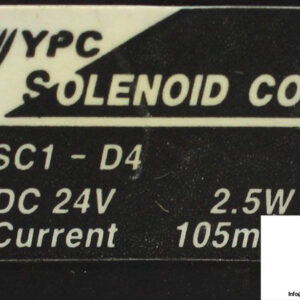 YPC
SOLENOID CO
SC1 - D4
DC 24V 2.5W
Current 105m